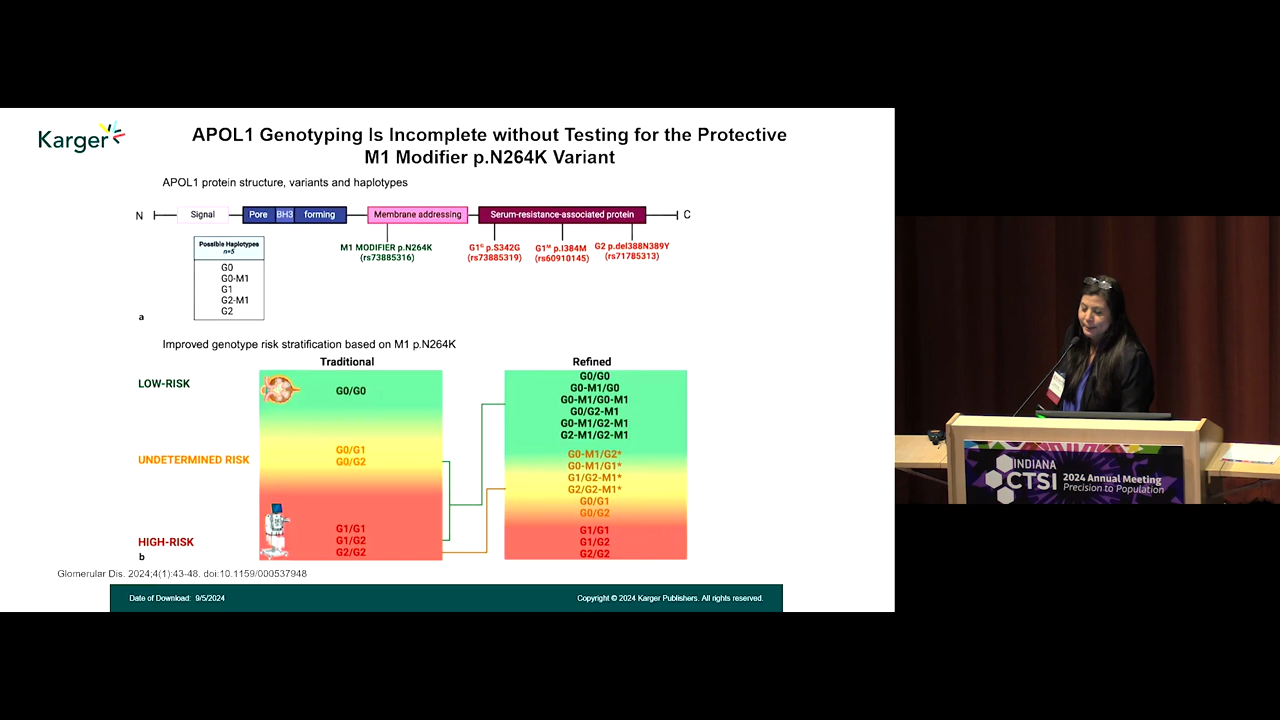 Karger
APOL1 Genotyping Is Incomplete without Testing for the Protective
M1 Modifier p.N264K Variant
APOL1 protein structure, variants and haplotypes
N
Signal
Pore
BH3
forming
Membrane addressing
Serum-resistance-associated protein
C
M1 MODIFIER p.N264K
(rs73885316)
G1ᴳ p.S342G
(rs73885319)
G1ᴹ p.I384M
(rs60910145)
G2 p.del388N389Y
(rs71785313)
Possible Haplotypes
n=5
G0
G0-M1
G1
G2-M1
G2
a
Improved genotype risk stratification based on M1 p.N264K
Traditional
Refined
LOW-RISK
UNDETERMINED RISK
HIGH-RISK
b
G0/G0
G0/G1
G0/G2
G1/G1
G1/G2
G2/G2
G0/G0
G0-M1/G0
G0-M1/G0-M1
G0/G2-M1
G0-M1/G2-M1
G2-M1/G2-M1
G0-M1/G2*
G0-M1/G1*
G1/G2-M1*
G2/G2-M1*
G0/G1
G0/G2
G1/G1
G1/G2
G2/G2
Glomerular Dis. 2024;4(1):43-48. doi:10.1159/000537948
Date of Download: 9/5/2024
Copyright © 2024 Karger Publishers. All rights reserved.
INDIANA
CTSI
2024 Annual Meeting
Precision to Population